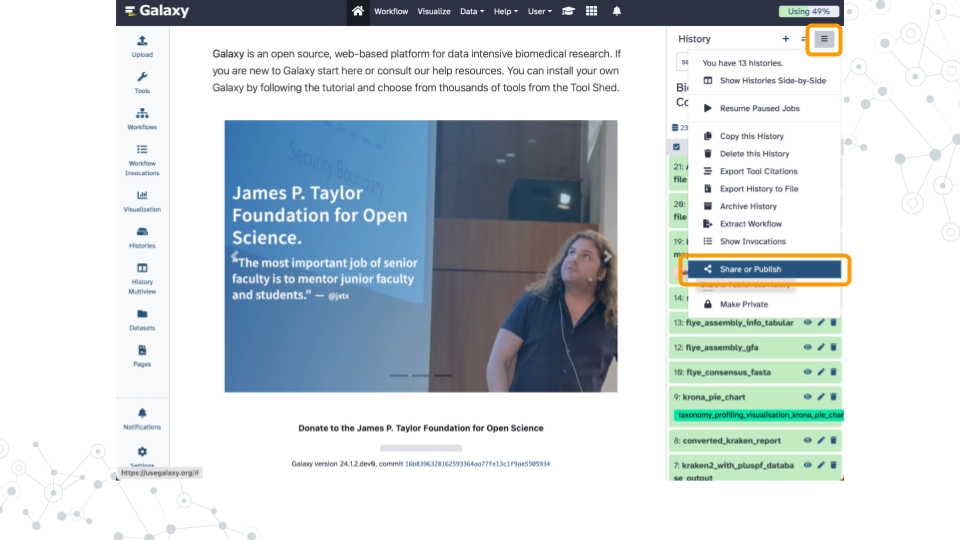 Galaxy
Workflow Visualize Data Help User
Using 49%
Upload
Tools
Workflows
Workflow
Invocations
Visualization
Histories
History
Multiview
Datasets
Pages
Notifications
Settings
https://usegalaxy.org/#
Galaxy is an open source, web-based platform for data intensive biomedical research. If
you are new to Galaxy start here or consult our help resources. You can install your own
Galaxy by following the tutorial and choose from thousands of tools from the Tool Shed.
Security Boundary
James P. Taylor
Foundation for Open
Science.
"The most important job of senior
faculty is to mentor junior faculty
and students." — @jxtx
Donate to the James P. Taylor Foundation for Open Science
Galaxy version 24.1.2.dev0, commit 16b8396328162593364aa77fe13c1f9ae5505934
History
You have 13 histories.
Show Histories Side-by-Side
Resume Paused Jobs
Copy this History
Delete this History
Export Tool Citations
Export History to File
Archive History
Extract Workflow
Show Invocations
Share or Publish
Make Private
se
Bi
Co
23
21:
file
20:
file
19:
14:
13: flye_assembly_info_tabular
12: flye_assembly_gfa
10: flye_consensus_fasta
9: krona_pie_chart
taxonomy_profiling_visualisation_krona_pie_char
8: converted_kraken_report
7: kraken2_with_pluspf_databa
se_output